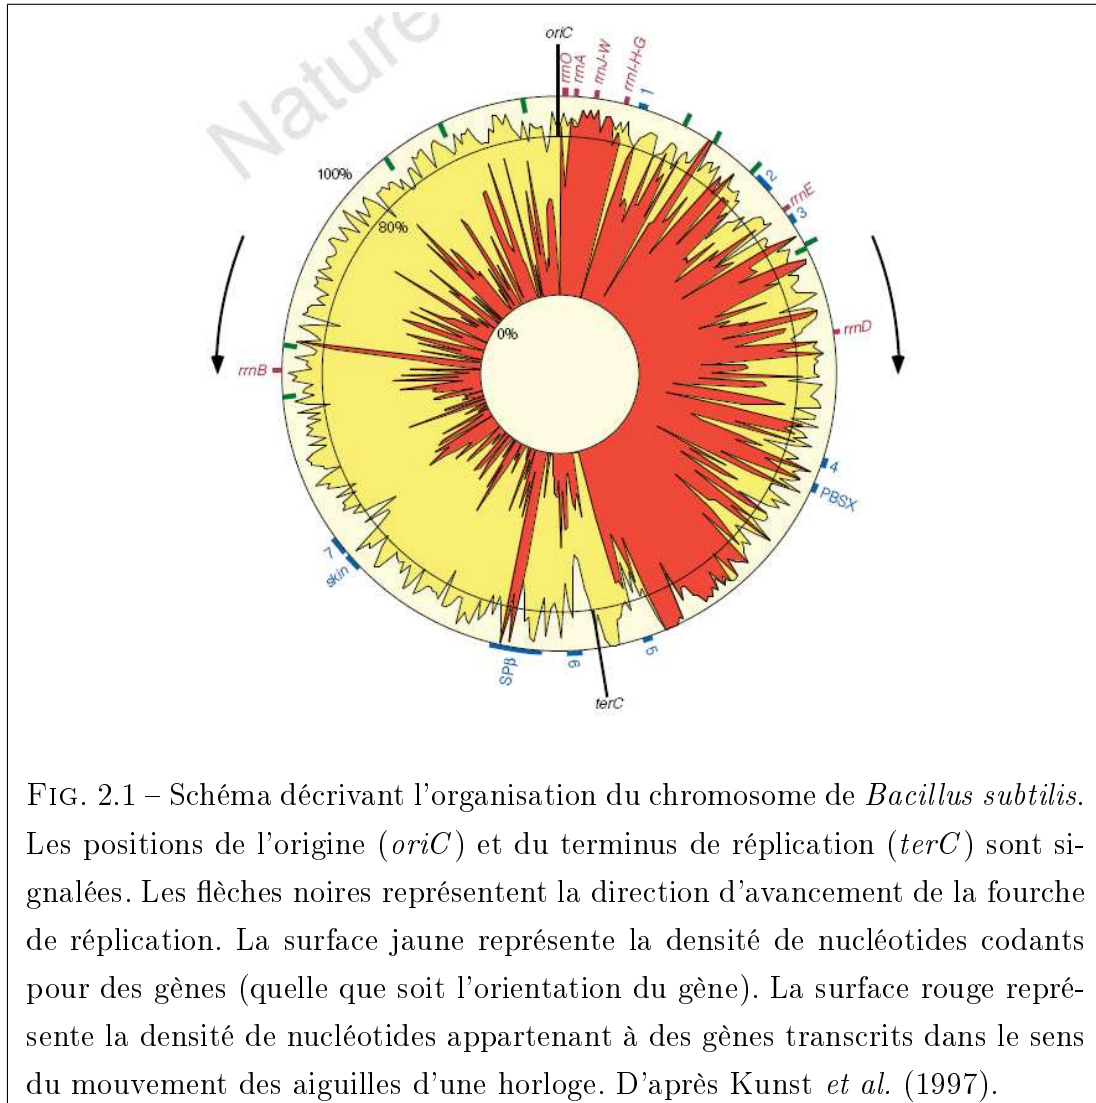 Nature
oriC
rrnO
rrnA
rrnJ-W
rrnI-H-G
1
2
rrnE
3
rrnD
4
PBSX
5
terC
6
SPβ
skin
7
rrnB
100%
80%
0%
FIG. 2.1 – Schéma décrivant l'organisation du chromosome de Bacillus subtilis.
Les positions de l'origine (oriC) et du terminus de réplication (terC) sont si-
gnalées. Les flèches noires représentent la direction d'avancement de la fourche
de réplication. La surface jaune représente la densité de nucléotides codants
pour des gènes (quelle que soit l'orientation du gène). La surface rouge repré-
sente la densité de nucléotides appartenant à des gènes transcrits dans le sens
du mouvement des aiguilles d'une horloge. D'après Kunst et al. (1997).